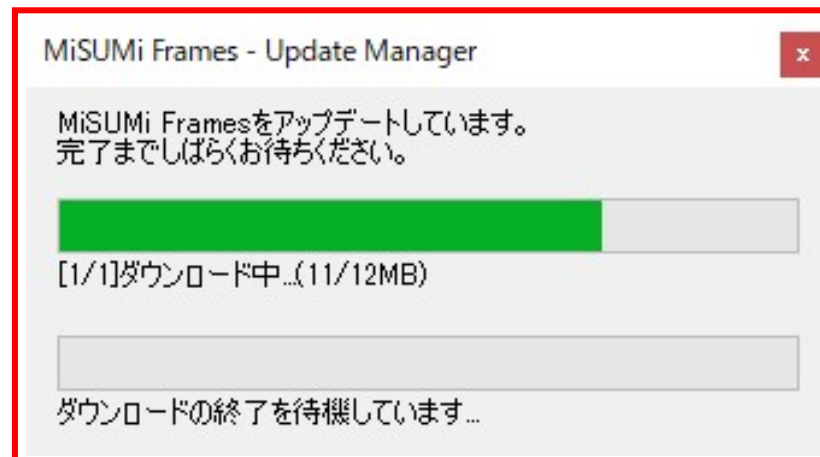 MiSUMi Frames - Update Manager
x
MiSUMi Framesをアップデートしています。
完了までしばらくお待ちください。
[1/1]ダウンロード中...(11/12MB)
ダウンロードの終了を待機しています...